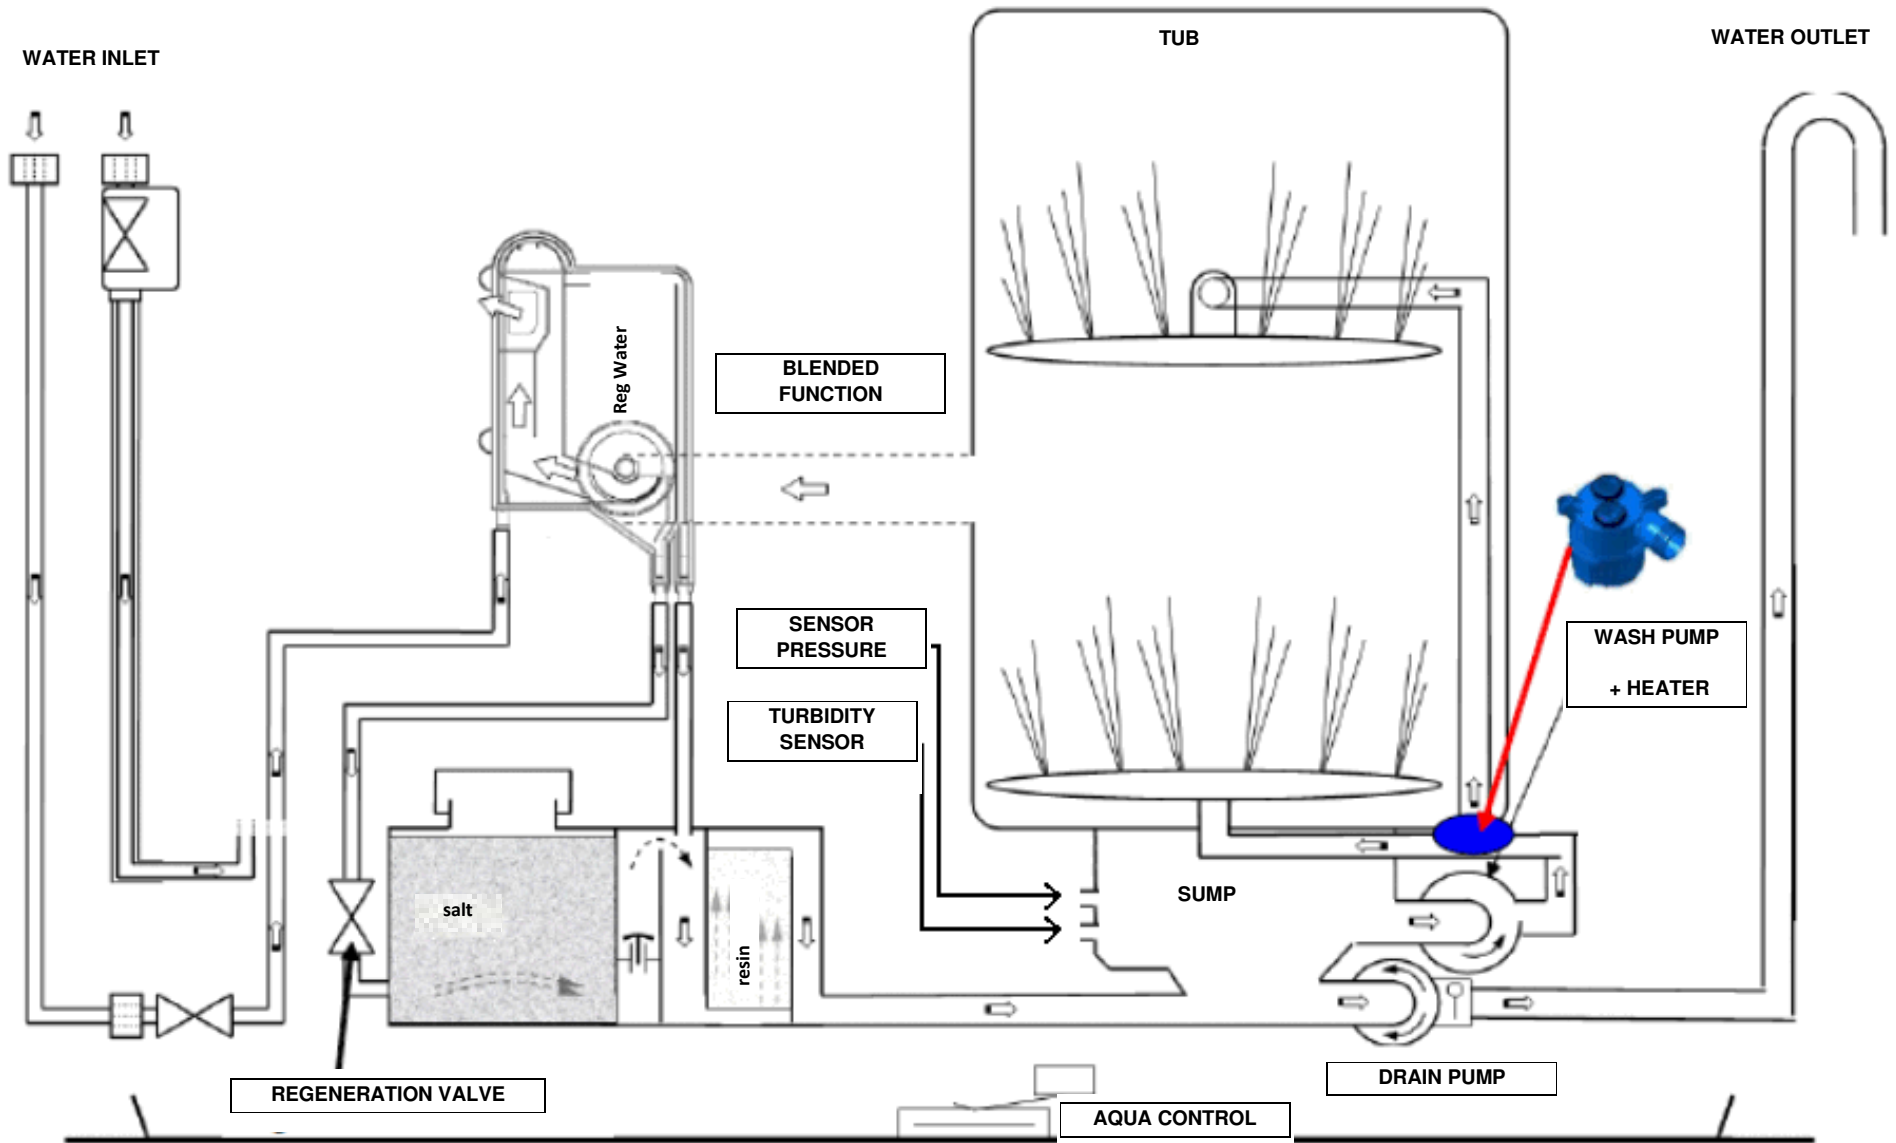 TUB
WATER OUTLET
WATER INLET
Reg Water
BLENDED
FUNCTION
SENSOR
PRESSURE
WASH PUMP
+ HEATER
TURBIDITY
SENSOR
SUMP
salt
resin
DRAIN PUMP
REGENERATION VALVE
AQUA CONTROL